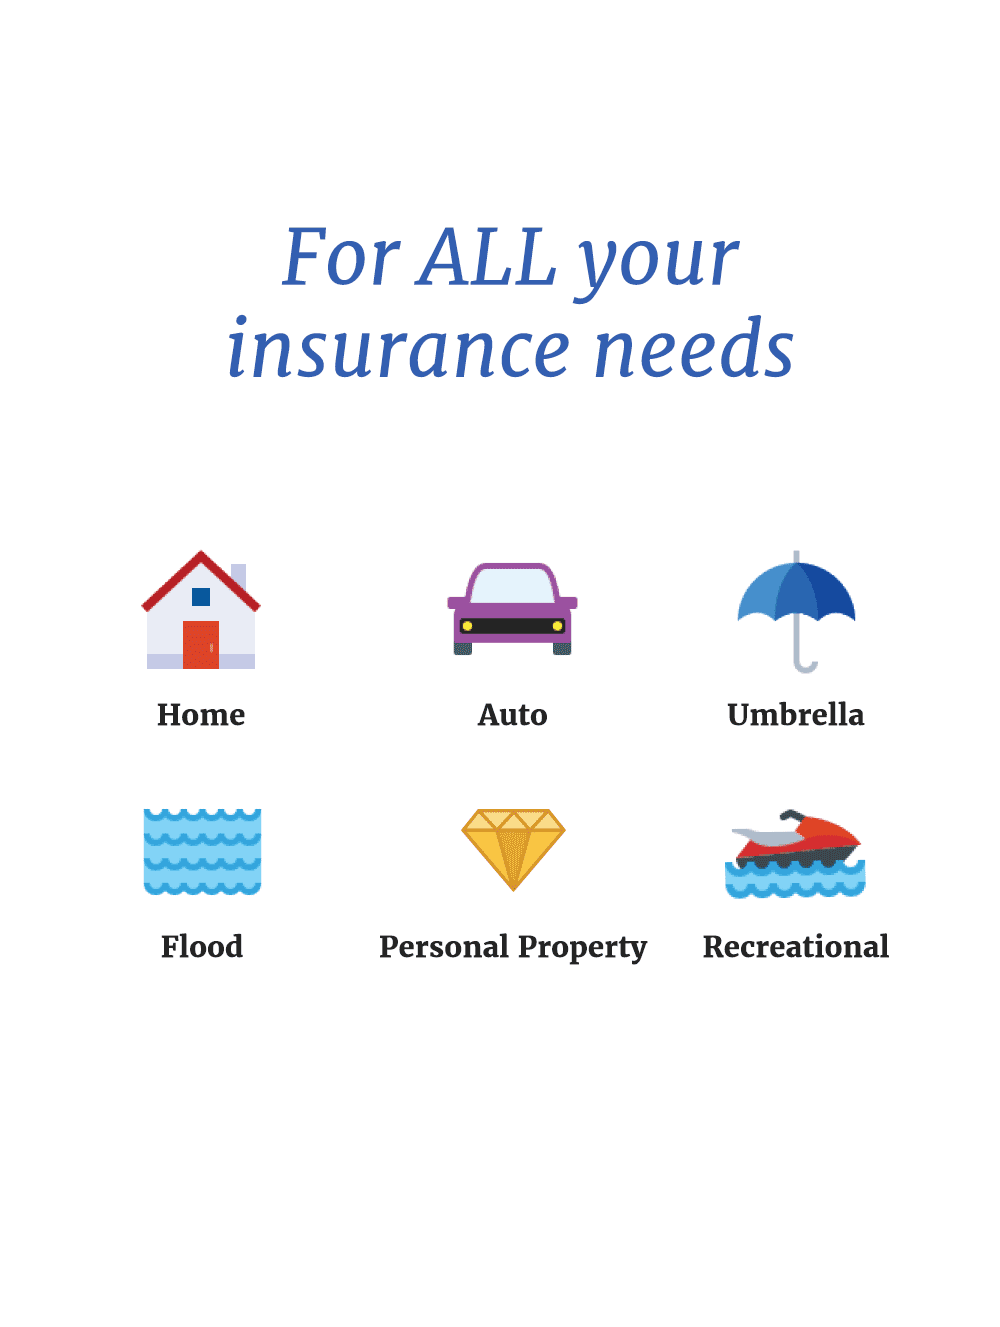 For ALL your
insurance needs
Home
Auto
Umbrella
Flood
Personal Property
Recreational